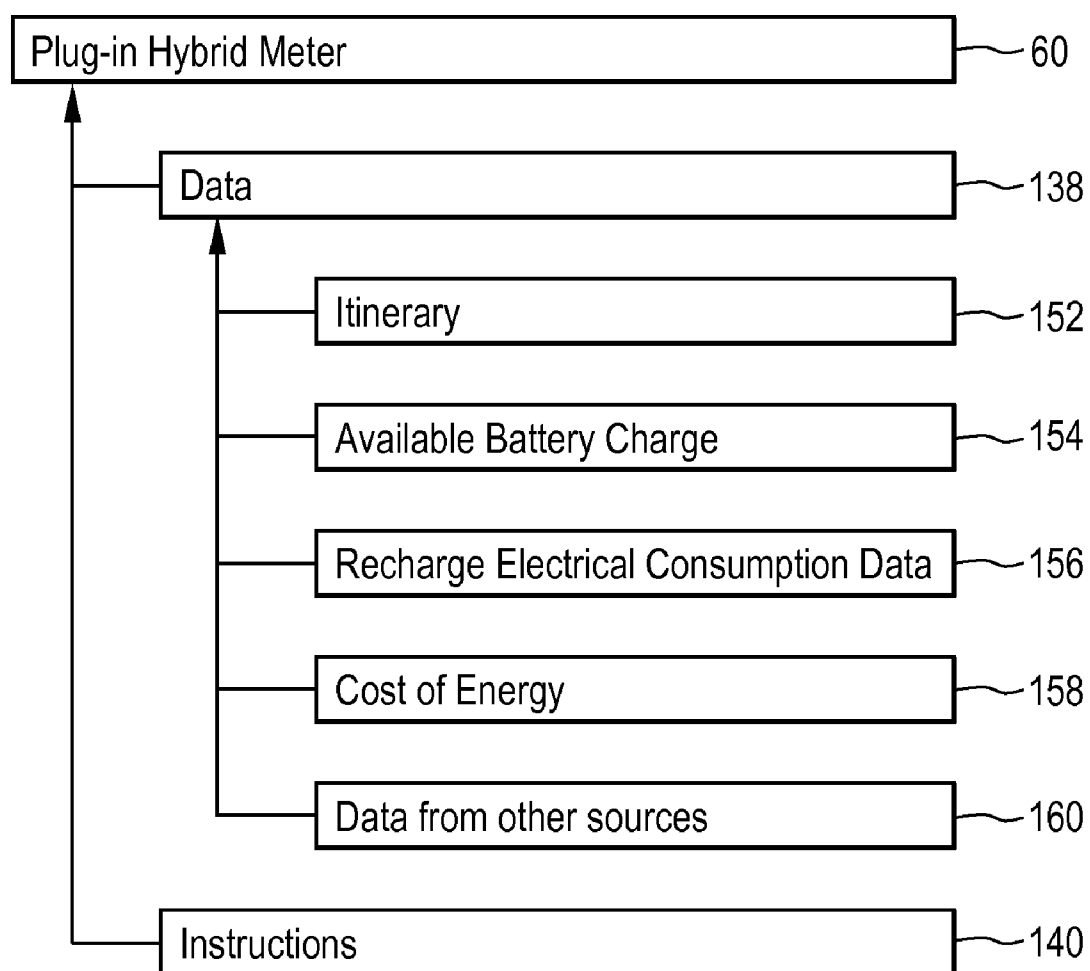 Plug-in Hybrid Meter 60
Data 138
Itinerary 152
Available Battery Charge 154
Recharge Electrical Consumption Data 156
Cost of Energy 158
Data from other sources 160
Instructions 140